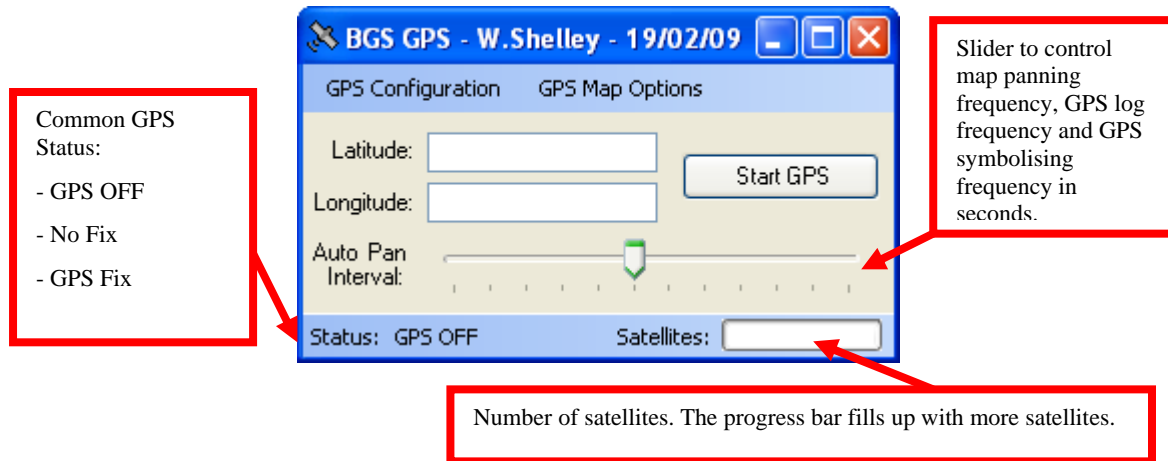 BGS GPS - W.Shelley - 19/02/09
GPS Configuration GPS Map Options
Latitude:
Start GPS
Longitude:
Auto Pan
Interval:
Status: GPS OFF Satellites:
Common GPS
Status:
- GPS OFF
- No Fix
- GPS Fix
Slider to control
map panning
frequency, GPS log
frequency and GPS
symbolising
frequency in
seconds.
Number of satellites. The progress bar fills up with more satellites.